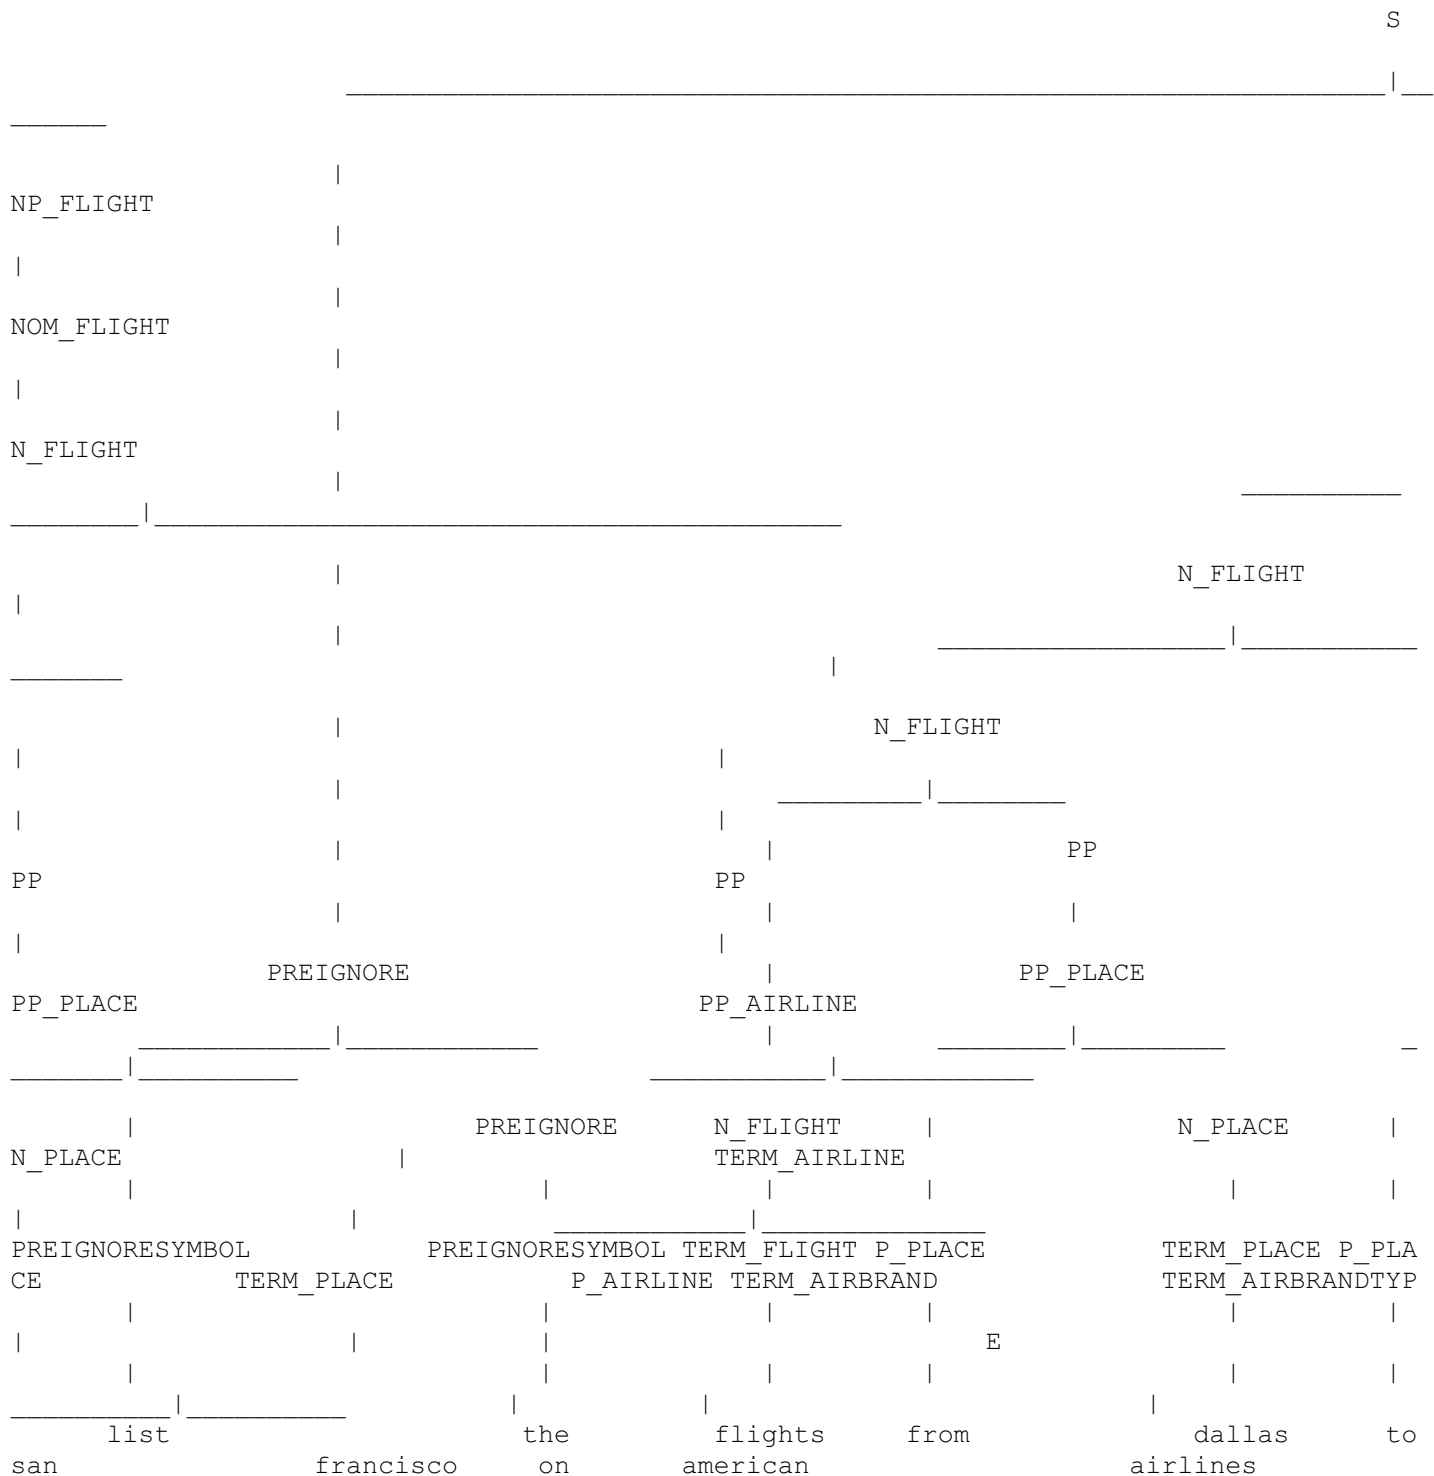 S
|
NP_FLIGHT
|
|
|
NOM_FLIGHT
|
|
|
N_FLIGHT
|
|
| N_FLIGHT
|
|
|
| N_FLIGHT
| |
|
| |
| | PP
PP PP
| | |
| |
PREIGNORE | PP_PLACE
PP_PLACE PP_AIRLINE
| | |
| |
| PREIGNORE N_FLIGHT | N_PLACE |
N_PLACE | TERM_AIRLINE
| | | | | |
| | |
PREIGNORESYMBOL PREIGNORESYMBOL TERM_FLIGHT P_PLACE TERM_PLACE P_PLA
CE TERM_PLACE P_AIRLINE TERM_AIRBRAND TERM_AIRBRANDTYP
| | | | | |
| | | E
| | | | | |
| | | |
list the flights from dallas to
san francisco on american airlines